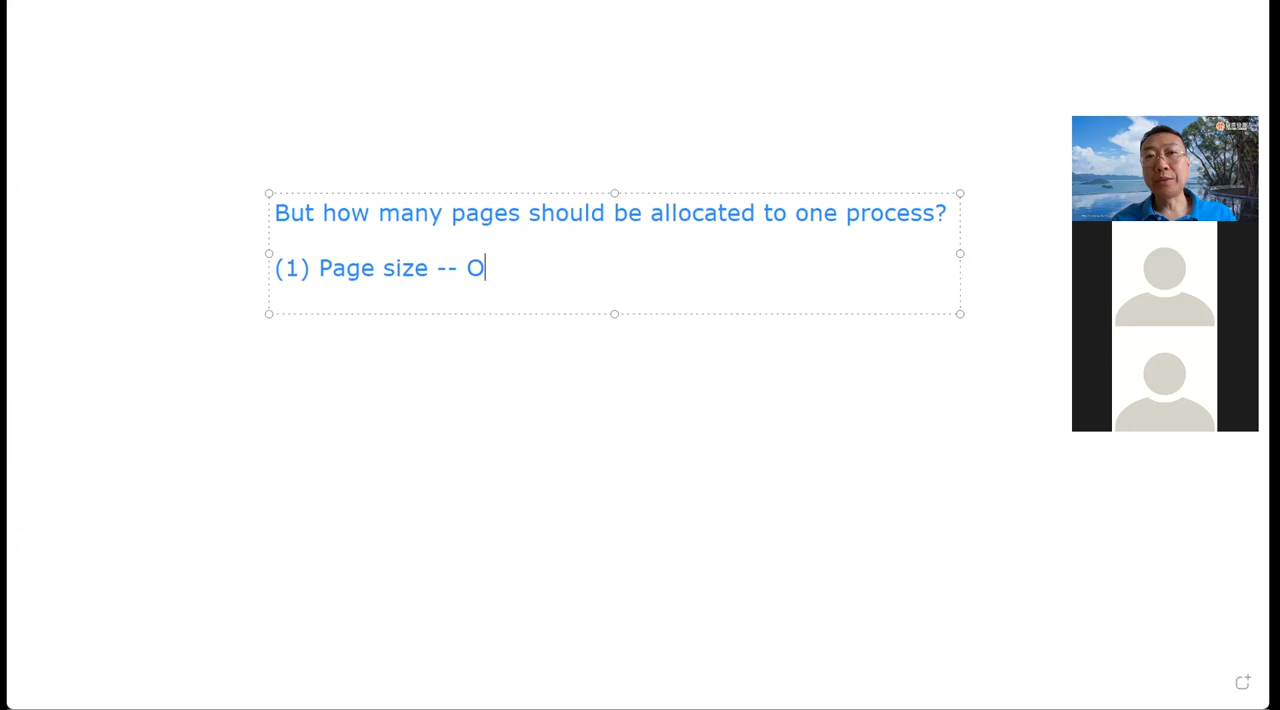 But how many pages should be allocated to one process?
(1) Page size -- O